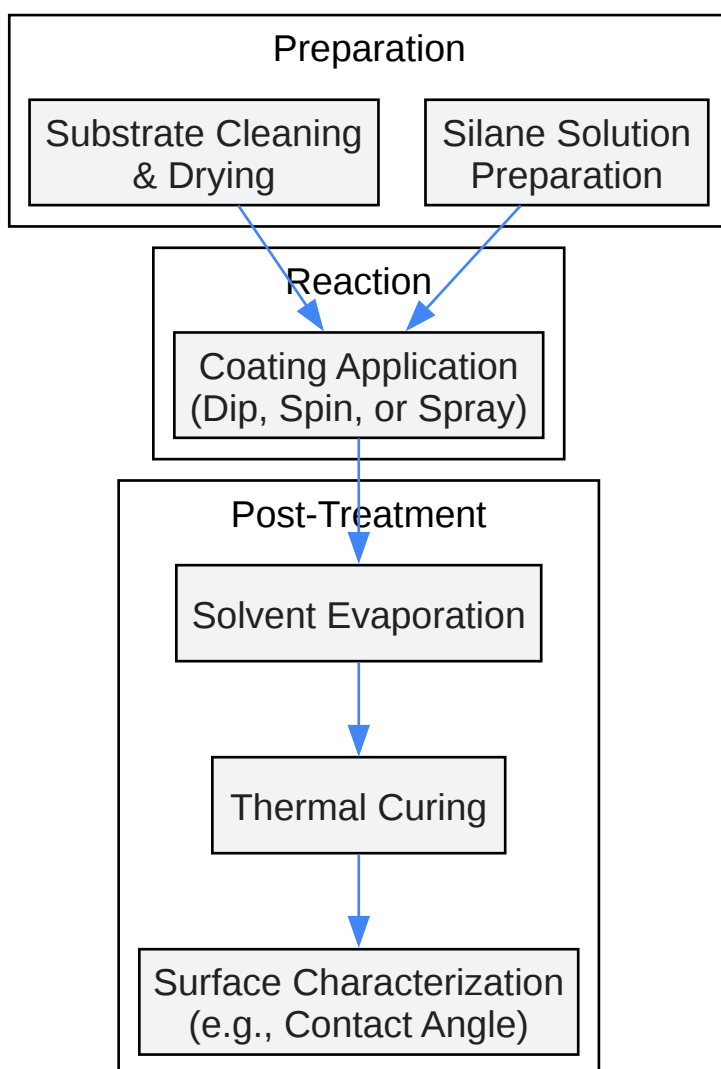 Preparation
Substrate Cleaning
& Drying
Silane Solution
Preparation
Reaction
Coating Application
(Dip, Spin, or Spray)
Post-Treatment
Solvent Evaporation
Thermal Curing
Surface Characterization
(e.g., Contact Angle)